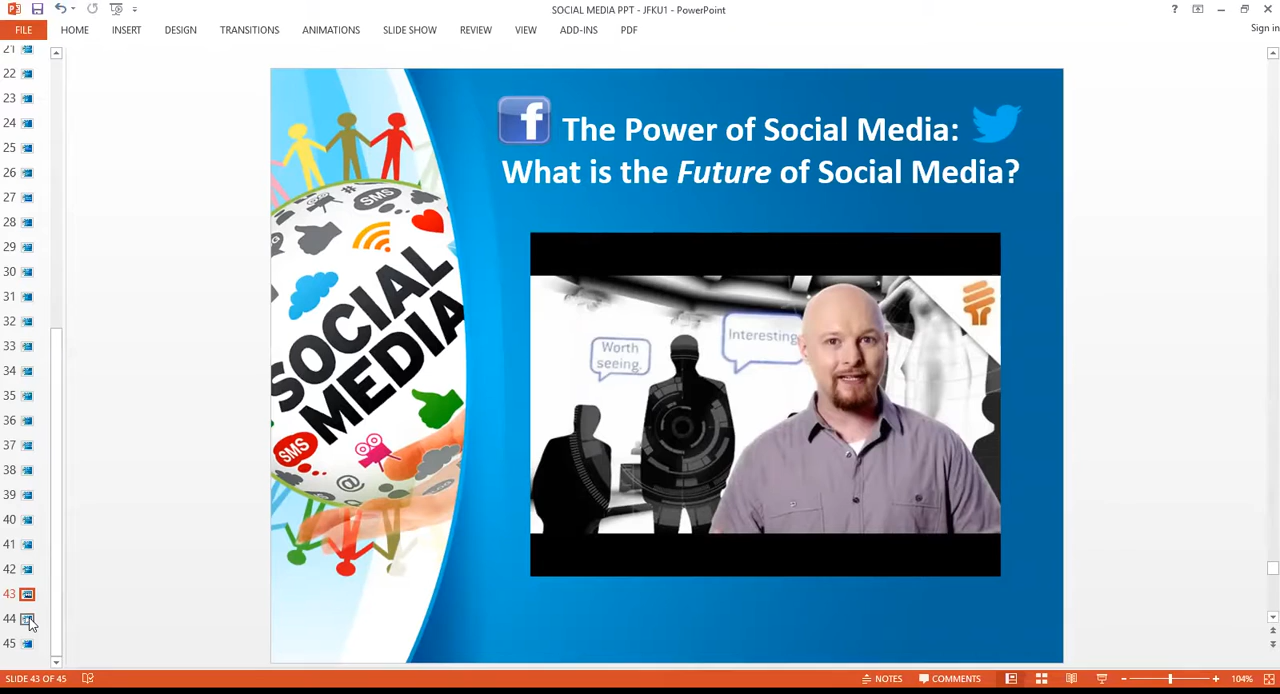 SOCIAL MEDIA PPT - JFKU1 - PowerPoint
?
FILE HOME INSERT DESIGN TRANSITIONS ANIMATIONS SLIDE SHOW REVIEW VIEW ADD-INS PDF
Sign in
21
22
23
24
25
26
27
28
29
30
31
32
33
34
35
36
37
38
39
40
41
42
43
44
45
f The Power of Social Media:
What is the Future of Social Media?
SMS
#
SOCIAL
MEDIA
SMS
@
Worth
seeing.
Interesting
SLIDE 43 OF 45
NOTES
COMMENTS
104%